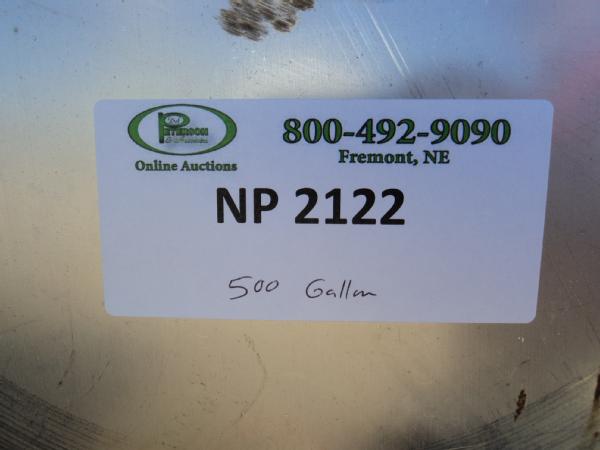 PETERSON
Online Auctions
800-492-9090
Fremont, NE
NP 2122
500 Gallon